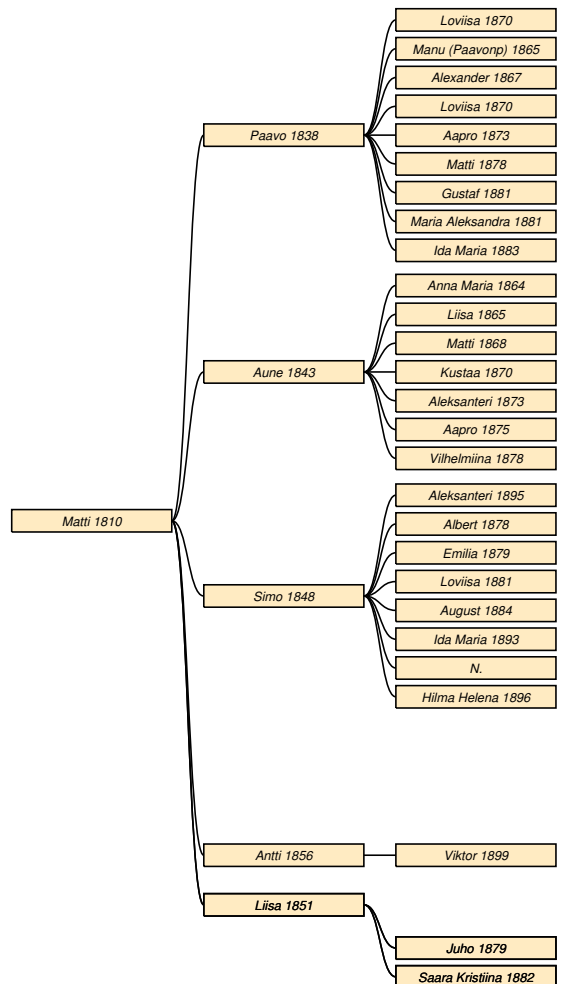 Loviisa 1870
Manu (Paavonp) 1865
Alexander 1867
Loviisa 1870
Paavo 1838
Aapro 1873
Matti 1878
Gustaf 1881
Maria Aleksandra 1881
Ida Maria 1883
Anna Maria 1864
Liisa 1865
Matti 1868
Aune 1843
Kustaa 1870
Aleksanteri 1873
Aapro 1875
Vilhelmiina 1878
Aleksanteri 1895
Matti 1810
Albert 1878
Emilia 1879
Loviisa 1881
Simo 1848
August 1884
Ida Maria 1893
N.
Hilma Helena 1896
Antti 1856
Viktor 1899
Liisa 1851
Juho 1879
Saara Kristiina 1882